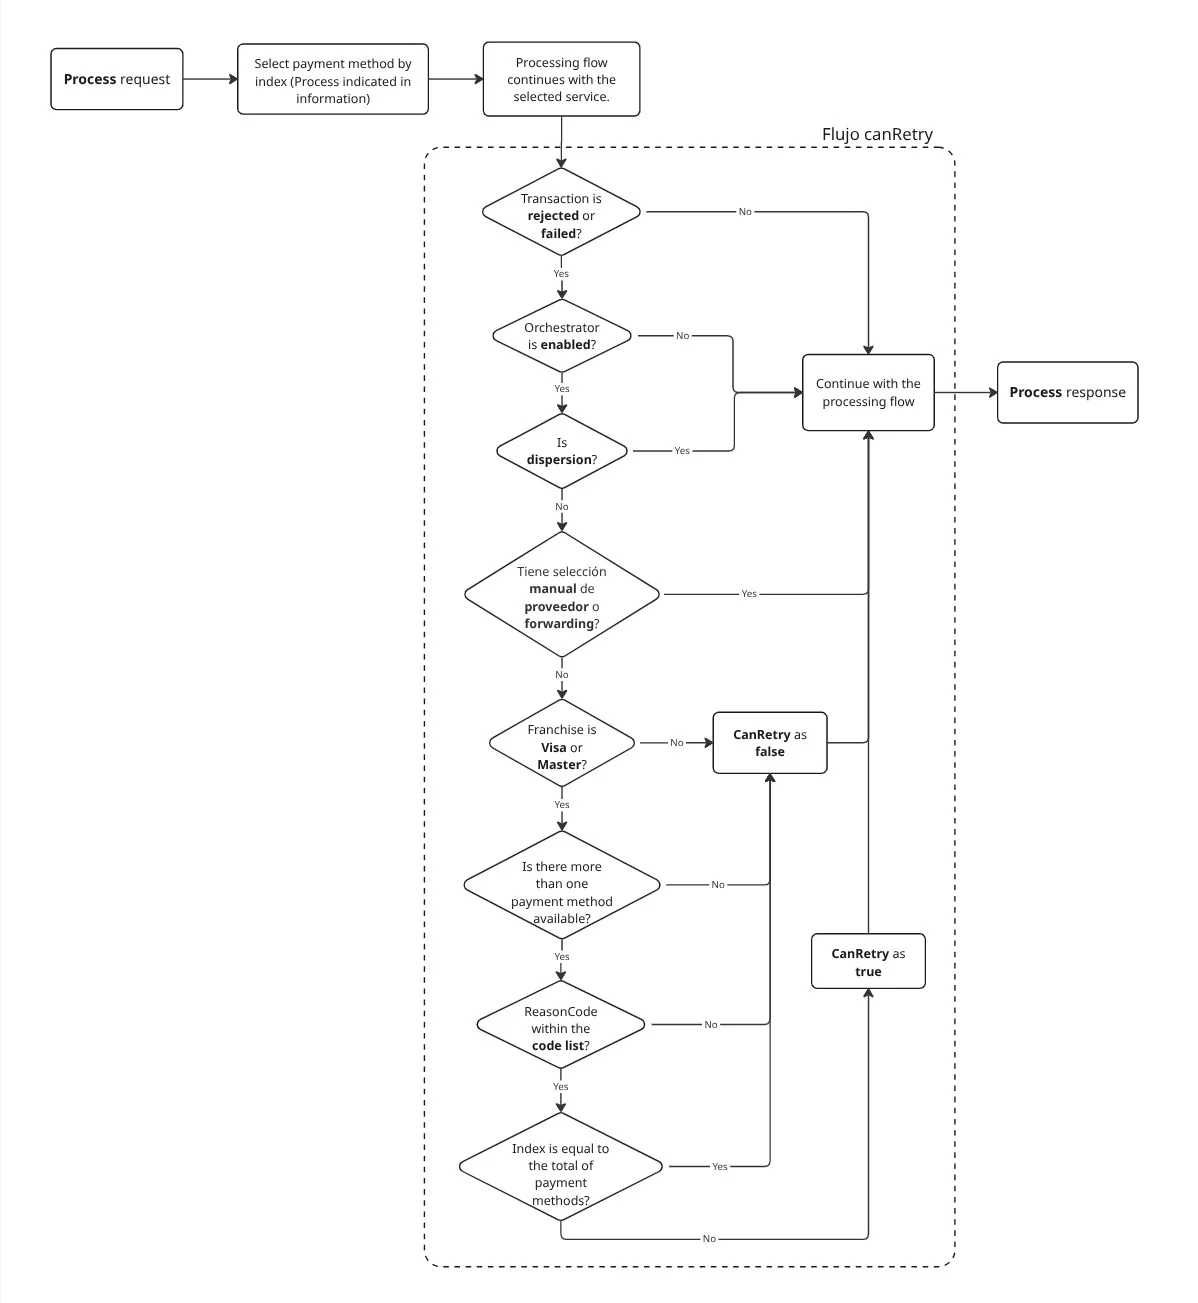 Process request
Select payment method by
index (Process indicated in
information)
Processing flow
continues with the
selected service.
Flujo canRetry
Transaction is
rejected or
failed?
No
Yes
Orchestrator
is enabled?
No
Yes
Continue with the
processing flow
Process response
Is
dispersion?
Yes
No
Tiene selección
manual de
proveedor o
forwarding?
Yes
No
Franchise is
Visa or
Master?
No
CanRetry as
false
Yes
Is there more
than one
payment method
available?
No
Yes
CanRetry as
true
ReasonCode
within the
code list?
No
Yes
Index is equal to
the total of
payment
methods?
Yes
No